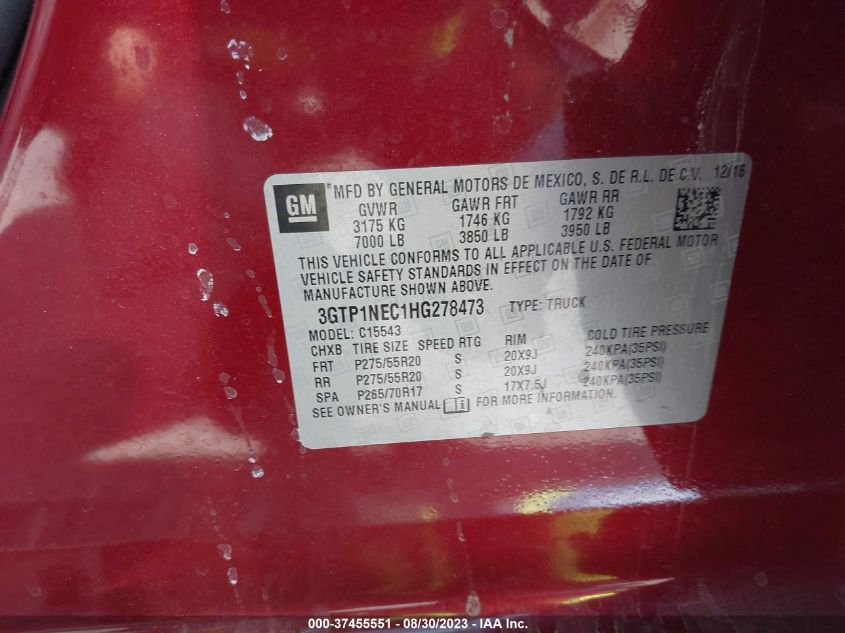 GM
®MFD BY GENERAL MOTORS DE MEXICO, S. DE R.L. DE C.V. 12/16
GVWR GAWR FRT GAWR RR
3175 KG 1746 KG 1792 KG
7000 LB 3850 LB 3950 LB
THIS VEHICLE CONFORMS TO ALL APPLICABLE U.S. FEDERAL MOTOR
VEHICLE SAFETY STANDARDS IN EFFECT ON THE DATE OF
MANUFACTURE SHOWN ABOVE.
3GTP1NEC1HG278473 TYPE: TRUCK
MODEL: C15543
CHXB TIRE SIZE SPEED RTG RIM COLD TIRE PRESSURE
FRT P275/55R20 S 20X9J 240KPA(35PSI)
RR P275/55R20 S 20X9J 240KPA(35PSI)
SPA P265/70R17 S 17X7.5J 240KPA(35PSI)
SEE OWNER'S MANUAL FOR MORE INFORMATION.
000-37455551 - 08/30/2023 - IAA Inc.